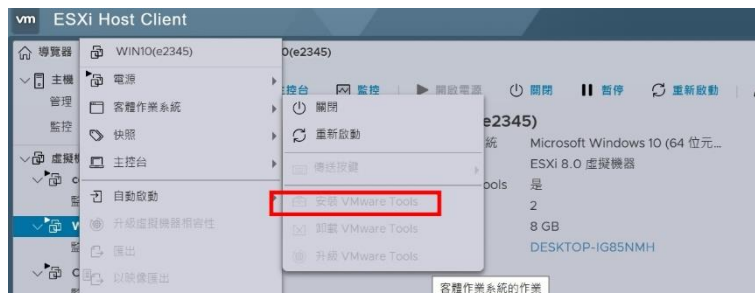 vm ESXi Host Client
導覽器
WIN10(e2345)
0(e2345)
主機
電源
主控台 監控 開啟電源 關閉 暫停 重新啟動
管理
客體作業系統
關閉
e2345)
監控
快照
重新啟動
統 Microsoft Windows 10 (64 位元...
主控台
傳送按鍵
ESXi 8.0 虛擬機器
虛擬機
自動啟動
安裝 VMware Tools
ools 是
升級虛擬機器相容性
卸載 VMware Tools
2
匯出
升級 VMware Tools
8 GB
以映像匯出
DESKTOP-IG85NMH
客體作業系統的作業